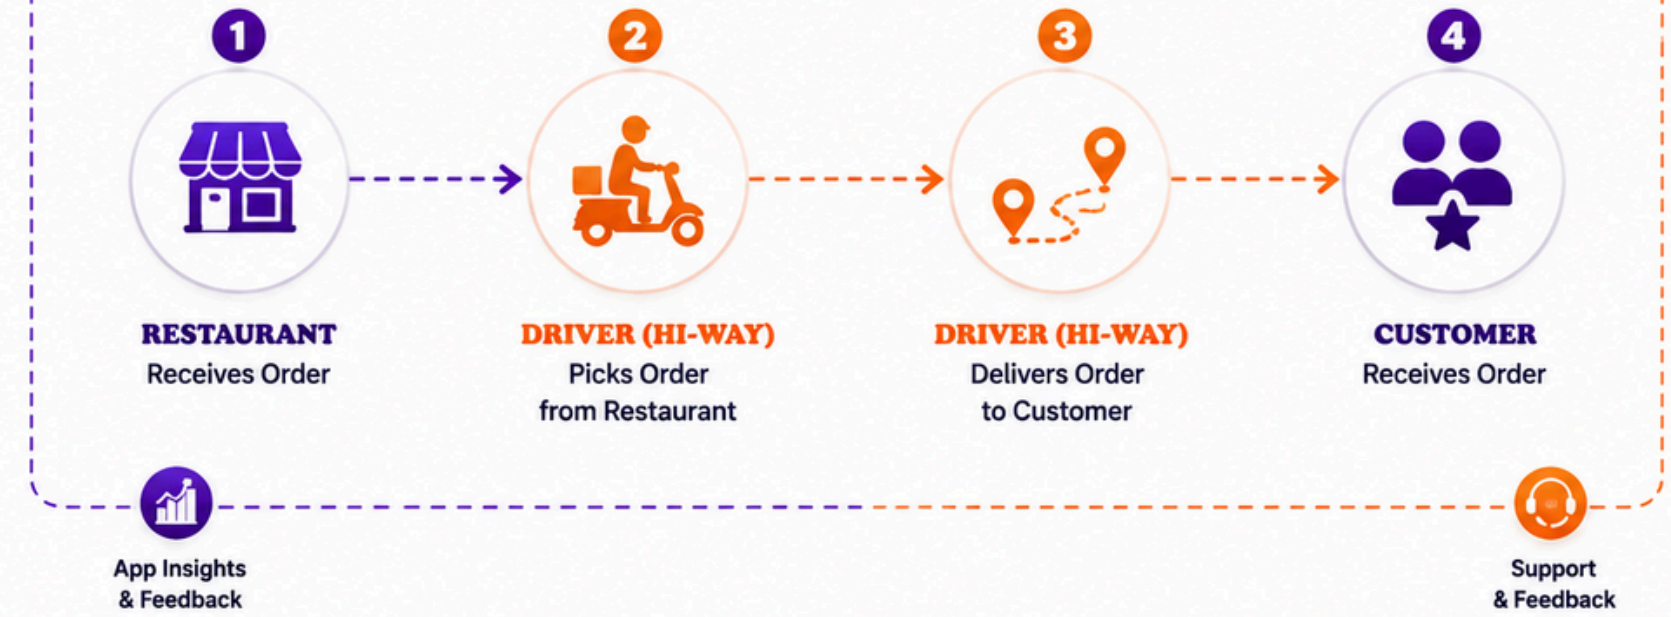 1
2
3
4
RESTAURANT
Receives Order
DRIVER (HI-WAY)
Picks Order
from Restaurant
DRIVER (HI-WAY)
Delivers Order
to Customer
CUSTOMER
Receives Order
App Insights
& Feedback
Support
& Feedback